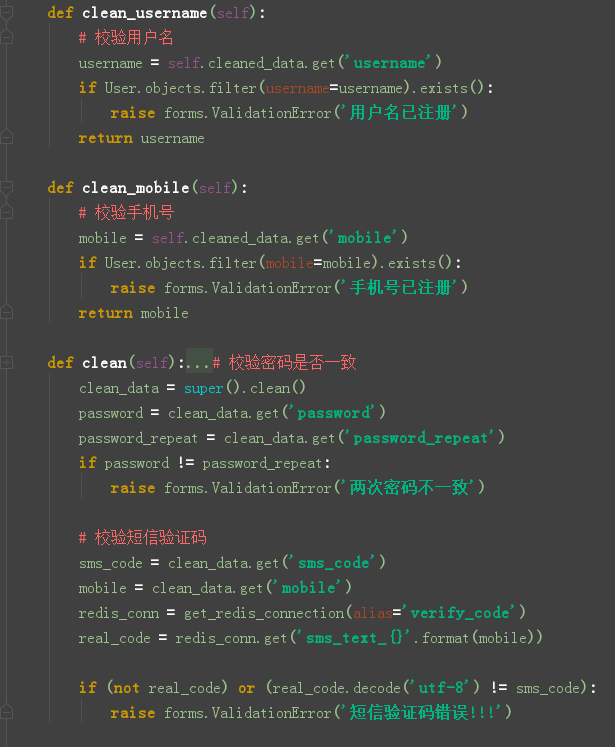 def clean_username(self):
    # 校验用户名
    username = self.cleaned_data.get('username')
    if User.objects.filter(username=username).exists():
        raise forms.ValidationError('用户名已注册')
    return username

def clean_mobile(self):
    # 校验手机号
    mobile = self.cleaned_data.get('mobile')
    if User.objects.filter(mobile=mobile).exists():
        raise forms.ValidationError('手机号已注册')
    return mobile

def clean(self):...# 校验密码是否一致
    clean_data = super().clean()
    password = clean_data.get('password')
    password_repeat = clean_data.get('password_repeat')
    if password != password_repeat:
        raise forms.ValidationError('两次密码不一致')

    # 校验短信验证码
    sms_code = clean_data.get('sms_code')
    mobile = clean_data.get('mobile')
    redis_conn = get_redis_connection(alias='verify_code')
    real_code = redis_conn.get('sms_text_{}'.format(mobile))

    if (not real_code) or (real_code.decode('utf-8') != sms_code):
        raise forms.ValidationError('短信验证码错误!!!')